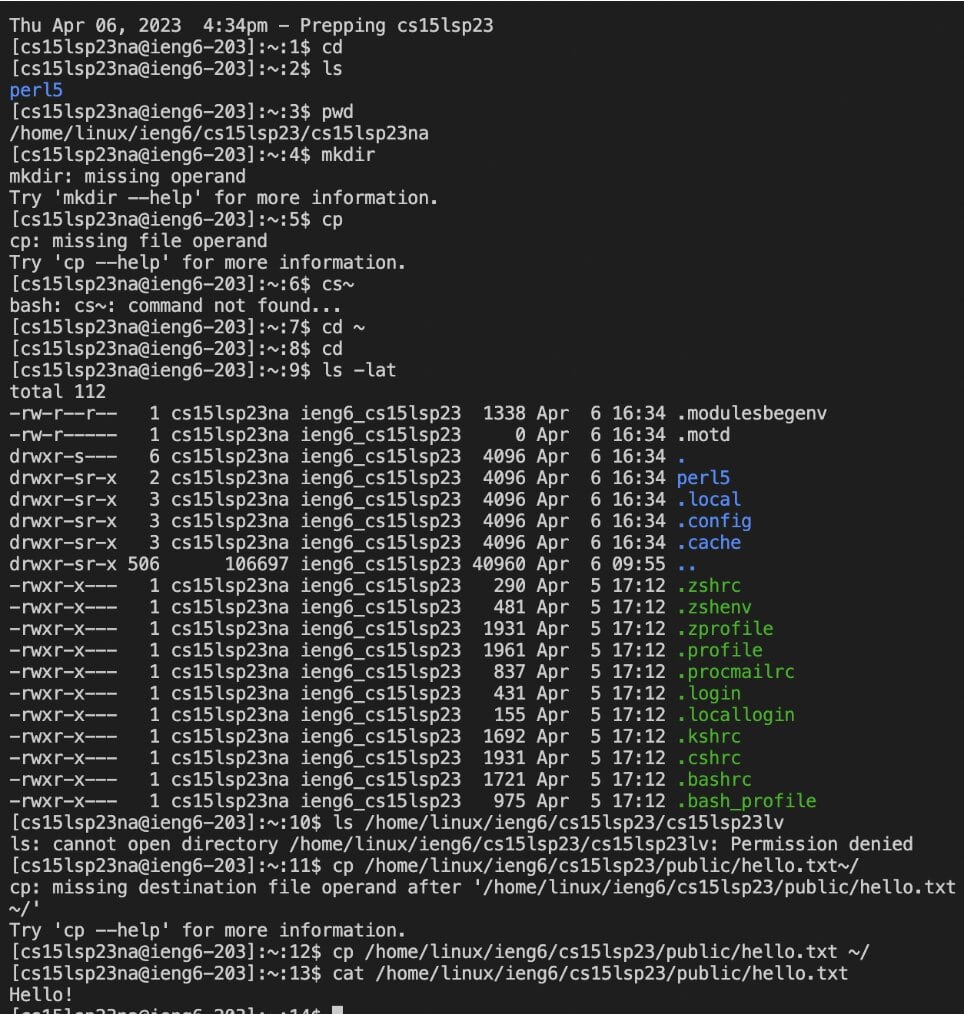 Thu Apr 06, 2023  4:34pm - Prepping cs15lsp23
[cs15lsp23na@ieng6-203]:~:1$ cd
[cs15lsp23na@ieng6-203]:~:2$ ls
perl5
[cs15lsp23na@ieng6-203]:~:3$ pwd
/home/linux/ieng6/cs15lsp23/cs15lsp23na
[cs15lsp23na@ieng6-203]:~:4$ mkdir
mkdir: missing operand
Try 'mkdir --help' for more information.
[cs15lsp23na@ieng6-203]:~:5$ cp
cp: missing file operand
Try 'cp --help' for more information.
[cs15lsp23na@ieng6-203]:~:6$ cs~
bash: cs~: command not found...
[cs15lsp23na@ieng6-203]:~:7$ cd ~
[cs15lsp23na@ieng6-203]:~:8$ cd
[cs15lsp23na@ieng6-203]:~:9$ ls -lat
total 112
-rw-r--r--   1 cs15lsp23na ieng6_cs15lsp23  1338 Apr  6 16:34 .modulesbegenv
-rw-r-----   1 cs15lsp23na ieng6_cs15lsp23     0 Apr  6 16:34 .motd
drwxr-s---   6 cs15lsp23na ieng6_cs15lsp23  4096 Apr  6 16:34 .
drwxr-sr-x   2 cs15lsp23na ieng6_cs15lsp23  4096 Apr  6 16:34 perl5
drwxr-sr-x   3 cs15lsp23na ieng6_cs15lsp23  4096 Apr  6 16:34 .local
drwxr-sr-x   3 cs15lsp23na ieng6_cs15lsp23  4096 Apr  6 16:34 .config
drwxr-sr-x   3 cs15lsp23na ieng6_cs15lsp23  4096 Apr  6 16:34 .cache
drwxr-sr-x 506      106697 ieng6_cs15lsp23 40960 Apr  6 09:55 ..
-rwxr-x---   1 cs15lsp23na ieng6_cs15lsp23   290 Apr  5 17:12 .zshrc
-rwxr-x---   1 cs15lsp23na ieng6_cs15lsp23   481 Apr  5 17:12 .zshenv
-rwxr-x---   1 cs15lsp23na ieng6_cs15lsp23  1931 Apr  5 17:12 .zprofile
-rwxr-x---   1 cs15lsp23na ieng6_cs15lsp23  1961 Apr  5 17:12 .profile
-rwxr-x---   1 cs15lsp23na ieng6_cs15lsp23   837 Apr  5 17:12 .procmailrc
-rwxr-x---   1 cs15lsp23na ieng6_cs15lsp23   431 Apr  5 17:12 .login
-rwxr-x---   1 cs15lsp23na ieng6_cs15lsp23   155 Apr  5 17:12 .locallogin
-rwxr-x---   1 cs15lsp23na ieng6_cs15lsp23  1692 Apr  5 17:12 .kshrc
-rwxr-x---   1 cs15lsp23na ieng6_cs15lsp23  1931 Apr  5 17:12 .cshrc
-rwxr-x---   1 cs15lsp23na ieng6_cs15lsp23  1721 Apr  5 17:12 .bashrc
-rwxr-x---   1 cs15lsp23na ieng6_cs15lsp23   975 Apr  5 17:12 .bash_profile
[cs15lsp23na@ieng6-203]:~:10$ ls /home/linux/ieng6/cs15lsp23/cs15lsp23lv
ls: cannot open directory /home/linux/ieng6/cs15lsp23/cs15lsp23lv: Permission denied
[cs15lsp23na@ieng6-203]:~:11$ cp /home/linux/ieng6/cs15lsp23/public/hello.txt~/
cp: missing destination file operand after '/home/linux/ieng6/cs15lsp23/public/hello.txt
~/'
Try 'cp --help' for more information.
[cs15lsp23na@ieng6-203]:~:12$ cp /home/linux/ieng6/cs15lsp23/public/hello.txt ~/
[cs15lsp23na@ieng6-203]:~:13$ cat /home/linux/ieng6/cs15lsp23/public/hello.txt
Hello!
[cs15lsp23na@ieng6-203]:~:14$